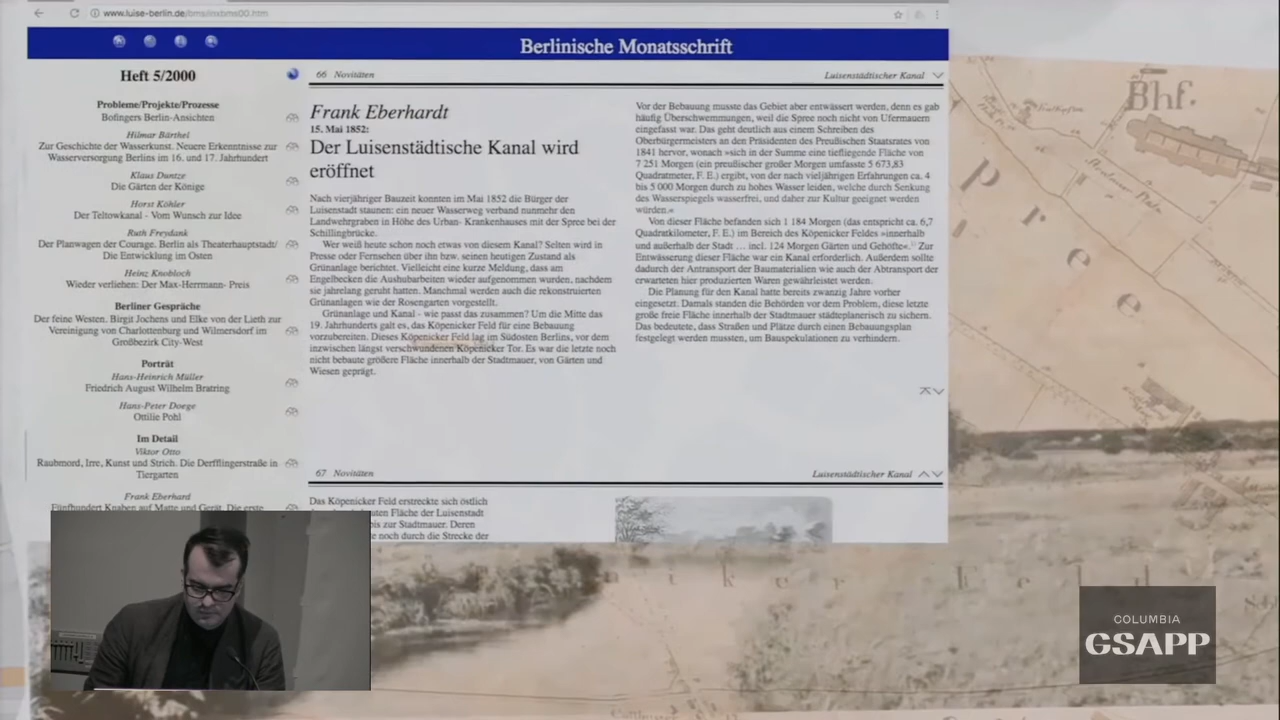 www.luise-berlin.de/bms/inxbms00.htm
Berlinische Monatsschrift
Heft 5/2000
Probleme/Projekte/Prozesse
Bofingers Berlin-Ansichten
Hilmar Bärthel
Zur Geschichte der Wasserkunst. Neuere Erkenntnisse zur
Wasserversorgung Berlins im 16. und 17. Jahrhundert
Klaus Duntze
Die Gärten der Könige
Horst Köhler
Der Teltowkanal - Vom Wunsch zur Idee
Ruth Freydank
Der Planwagen der Courage. Berlin als Theaterhauptstadt/
Die Entwicklung im Osten
Heinz Knobloch
Wieder verliehen: Der Max-Herrmann- Preis
Berliner Gespräche
Der feine Westen. Birgit Jochens und Elke von der Lieth zur
Vereinigung von Charlottenburg und Wilmersdorf im
Großbezirk City-West
Porträt
Hans-Heinrich Müller
Friedrich August Wilhelm Bratring
Hans-Peter Doege
Ottilie Pohl
Im Detail
Viktor Otto
Raubmord, Irre, Kunst und Strich. Die Derfflingerstraße in
Tiergarten
Frank Eberhard
Fünfhundert Knaben auf Matte und Gerät. Die erste
66 Novitäten
Luisenstädtischer Kanal
Frank Eberhardt
15. Mai 1852:
Der Luisenstädtische Kanal wird
eröffnet
Nach vierjähriger Bauzeit konnten im Mai 1852 die Bürger der
Luisenstadt staunen: ein neuer Wasserweg verband nunmehr den
Landwehrgraben in Höhe des Urban- Krankenhauses mit der Spree bei der
Schillingbrücke.
Wer weiß heute schon noch etwas von diesem Kanal? Selten wird in
Presse oder Fernsehen über ihn bzw. seinen heutigen Zustand als
Grünanlage berichtet. Vielleicht eine kurze Meldung, dass am
Engelbecken die Aushubarbeiten wieder aufgenommen wurden, nachdem
sie jahrelang geruht hatten. Manchmal werden auch die rekonstruierten
Grünanlagen wie der Rosengarten vorgestellt.
Grünanlage und Kanal - wie passt das zusammen? Um die Mitte das
19. Jahrhunderts galt es, das Köpenicker Feld für eine Bebauung
vorzubereiten. Dieses Köpenicker Feld lag im Südosten Berlins, vor dem
inzwischen längst verschwundenen Köpenicker Tor. Es war die letzte noch
nicht bebaute größere Fläche innerhalb der Stadtmauer, von Gärten und
Wiesen geprägt.
Vor der Bebauung musste das Gebiet aber entwässert werden, denn es gab
häufig Überschwemmungen, weil die Spree noch nicht von Ufermauern
eingefasst war. Das geht deutlich aus einem Schreiben des
Oberbürgermeisters an den Präsidenten des Preußischen Staatsrates von
1841 hervor, wonach »sich in der Summe eine tiefliegende Fläche von
7 251 Morgen (ein preußischer großer Morgen umfasste 5 673,83
Quadratmeter, F. E.) ergibt, von der nach vieljährigen Erfahrungen ca. 4
bis 5 000 Morgen durch zu hohes Wasser leiden, welche durch Senkung
des Wasserspiegels wasserfrei, und daher zur Kultur geeignet werden
würden.«
Von dieser Fläche befanden sich 1 184 Morgen (das entspricht ca. 6,7
Quadratkilometer, F. E.) im Bereich des Köpenicker Feldes »innerhalb
und außerhalb der Stadt ... incl. 124 Morgen Gärten und Gehöfte«. Zur
Entwässerung dieser Fläche war ein Kanal erforderlich. Außerdem sollte
dadurch der Antransport der Baumaterialien wie auch der Abtransport der
erwarteten hier produzierten Waren gewährleistet werden.
Die Planung für den Kanal hatte bereits zwanzig Jahre vorher
eingesetzt. Damals standen die Behörden vor dem Problem, diese letzte
große freie Fläche innerhalb der Stadtmauer städteplanerisch zu sichern.
Das bedeutete, dass Straßen und Plätze durch einen Bebauungsplan
festgelegt werden mussten, um Bauspekulationen zu verhindern.
67 Novitäten
Luisenstädtischer Kanal
Das Köpenicker Feld erstreckte sich östlich
uten Fläche der Luisenstadt
bis zur Stadtmauer. Deren
e noch durch die Strecke der
Bhf.
p r e e
COLUMBIA
GSAPP